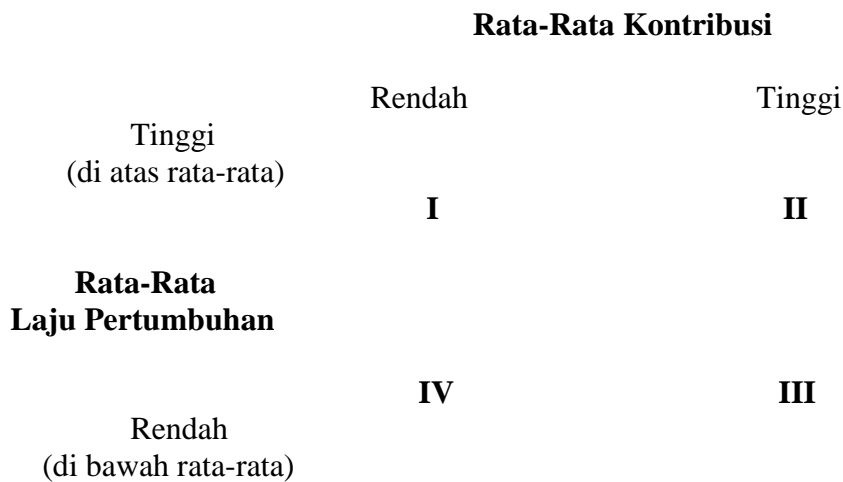 Rata-Rata Kontribusi
Rendah Tinggi
Tinggi
(di atas rata-rata)
I II
Rata-Rata
Laju Pertumbuhan
IV III
Rendah
(di bawah rata-rata)